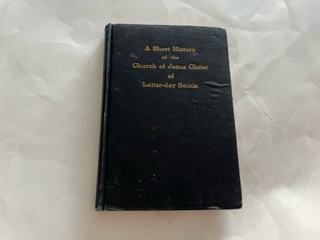 A Short History
of the
Church of Jesus Christ
of
Latter-day Saints